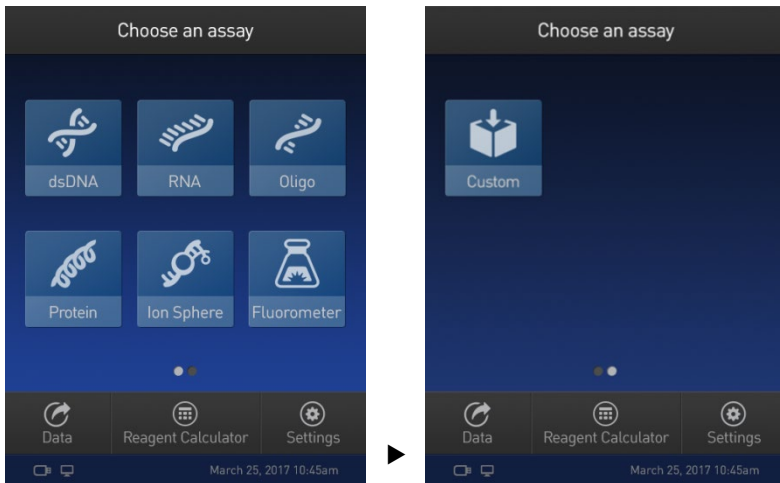 Choose an assay
dsDNA RNA Oligo
Protein Ion Sphere Fluorometer
Data Reagent Calculator Settings
March 25, 2017 10:45am
Choose an assay
Custom
Data Reagent Calculator Settings
March 25, 2017 10:45am